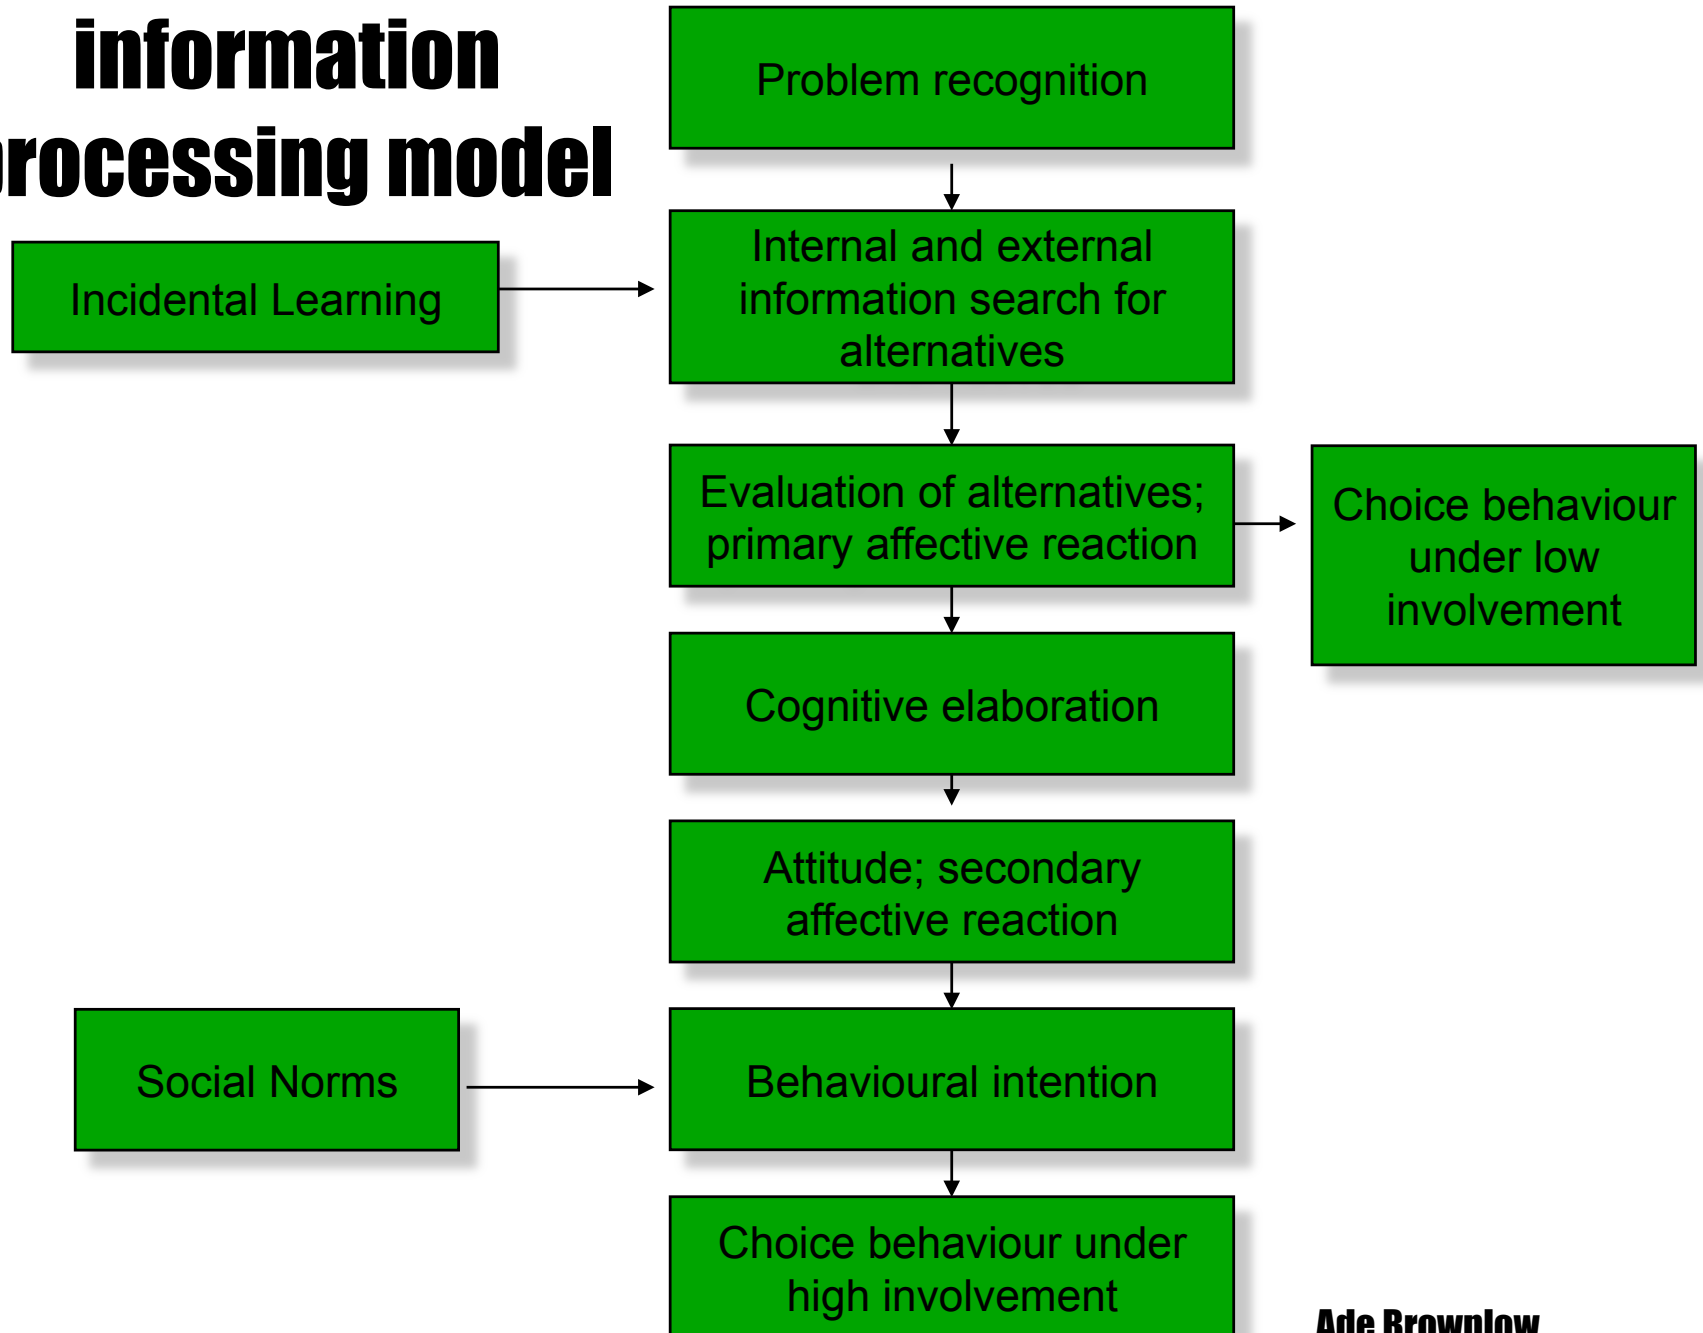 information
processing model
Problem recognition
Incidental Learning
Internal and external
information search for
alternatives
Evaluation of alternatives;
primary affective reaction
Choice behaviour
under low
involvement
Cognitive elaboration
Attitude; secondary
affective reaction
Social Norms
Behavioural intention
Choice behaviour under
high involvement
Ade Brownlow